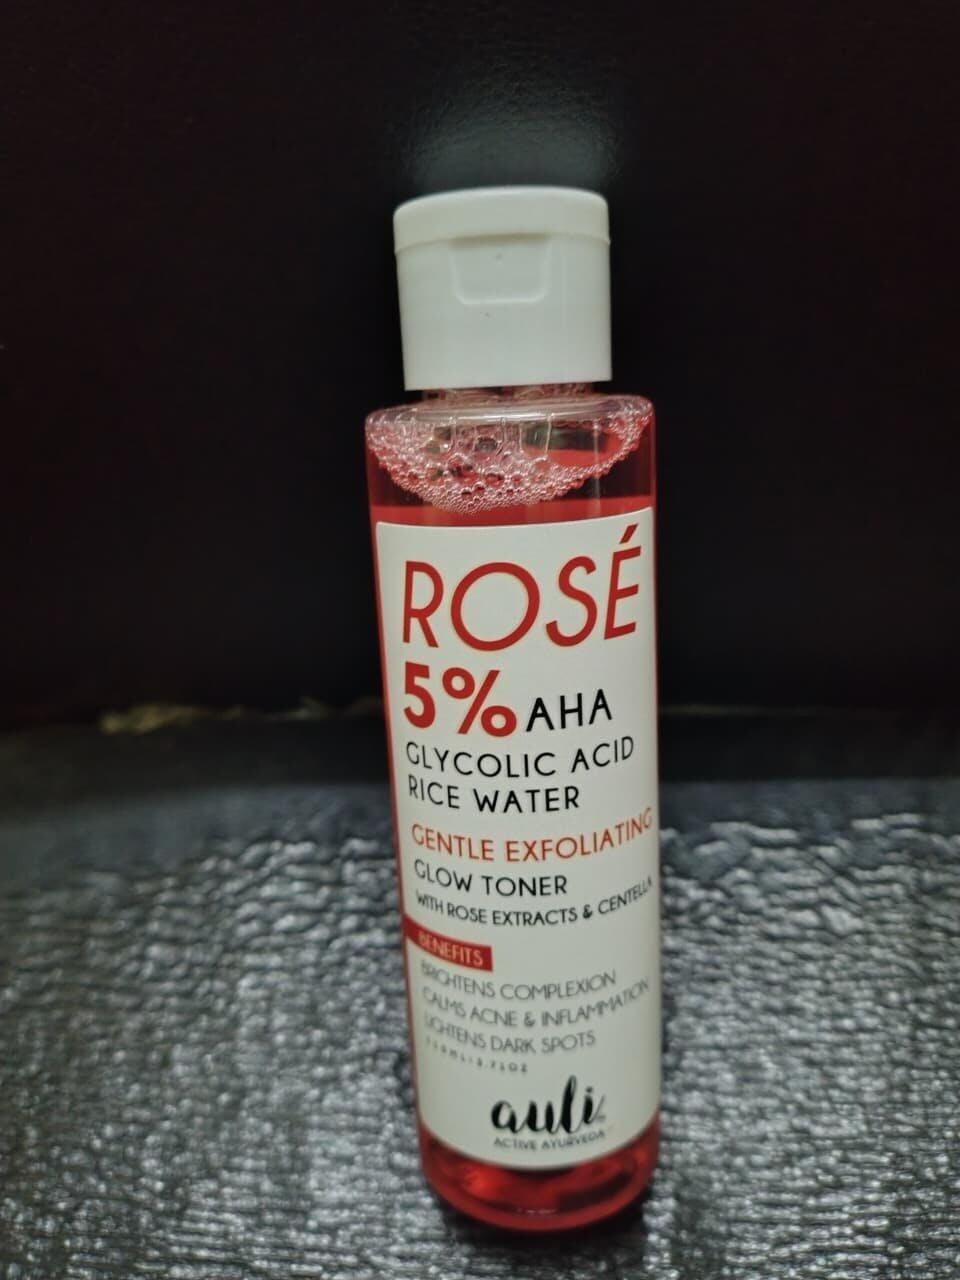 ROSÉ
5% AHA
GLYCOLIC ACID
RICE WATER
GENTLE EXFOLIATING
GLOW TONER
WITH ROSE EXTRACTS & CENTELLA
BENEFITS
BRIGHTENS COMPLEXION
CALMS ACNE & INFLAMMATION
LIGHTENS DARK SPOTS
auli
ACTIVE AYURVEDA